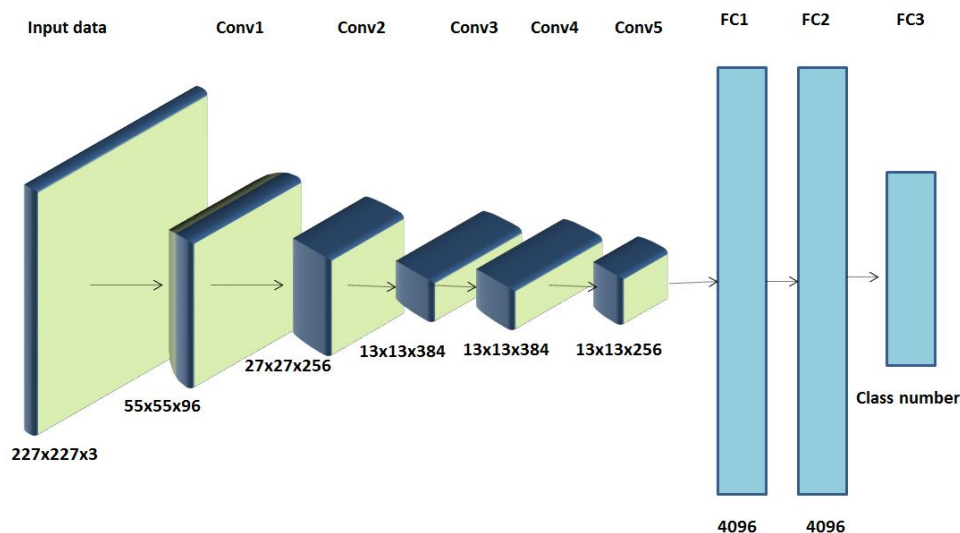 Input data
Conv1
Conv2
Conv3
Conv4
Conv5
FC1
FC2
FC3
227x227x3
55x55x96
27x27x256
13x13x384
13x13x384
13x13x256
4096
4096
Class number